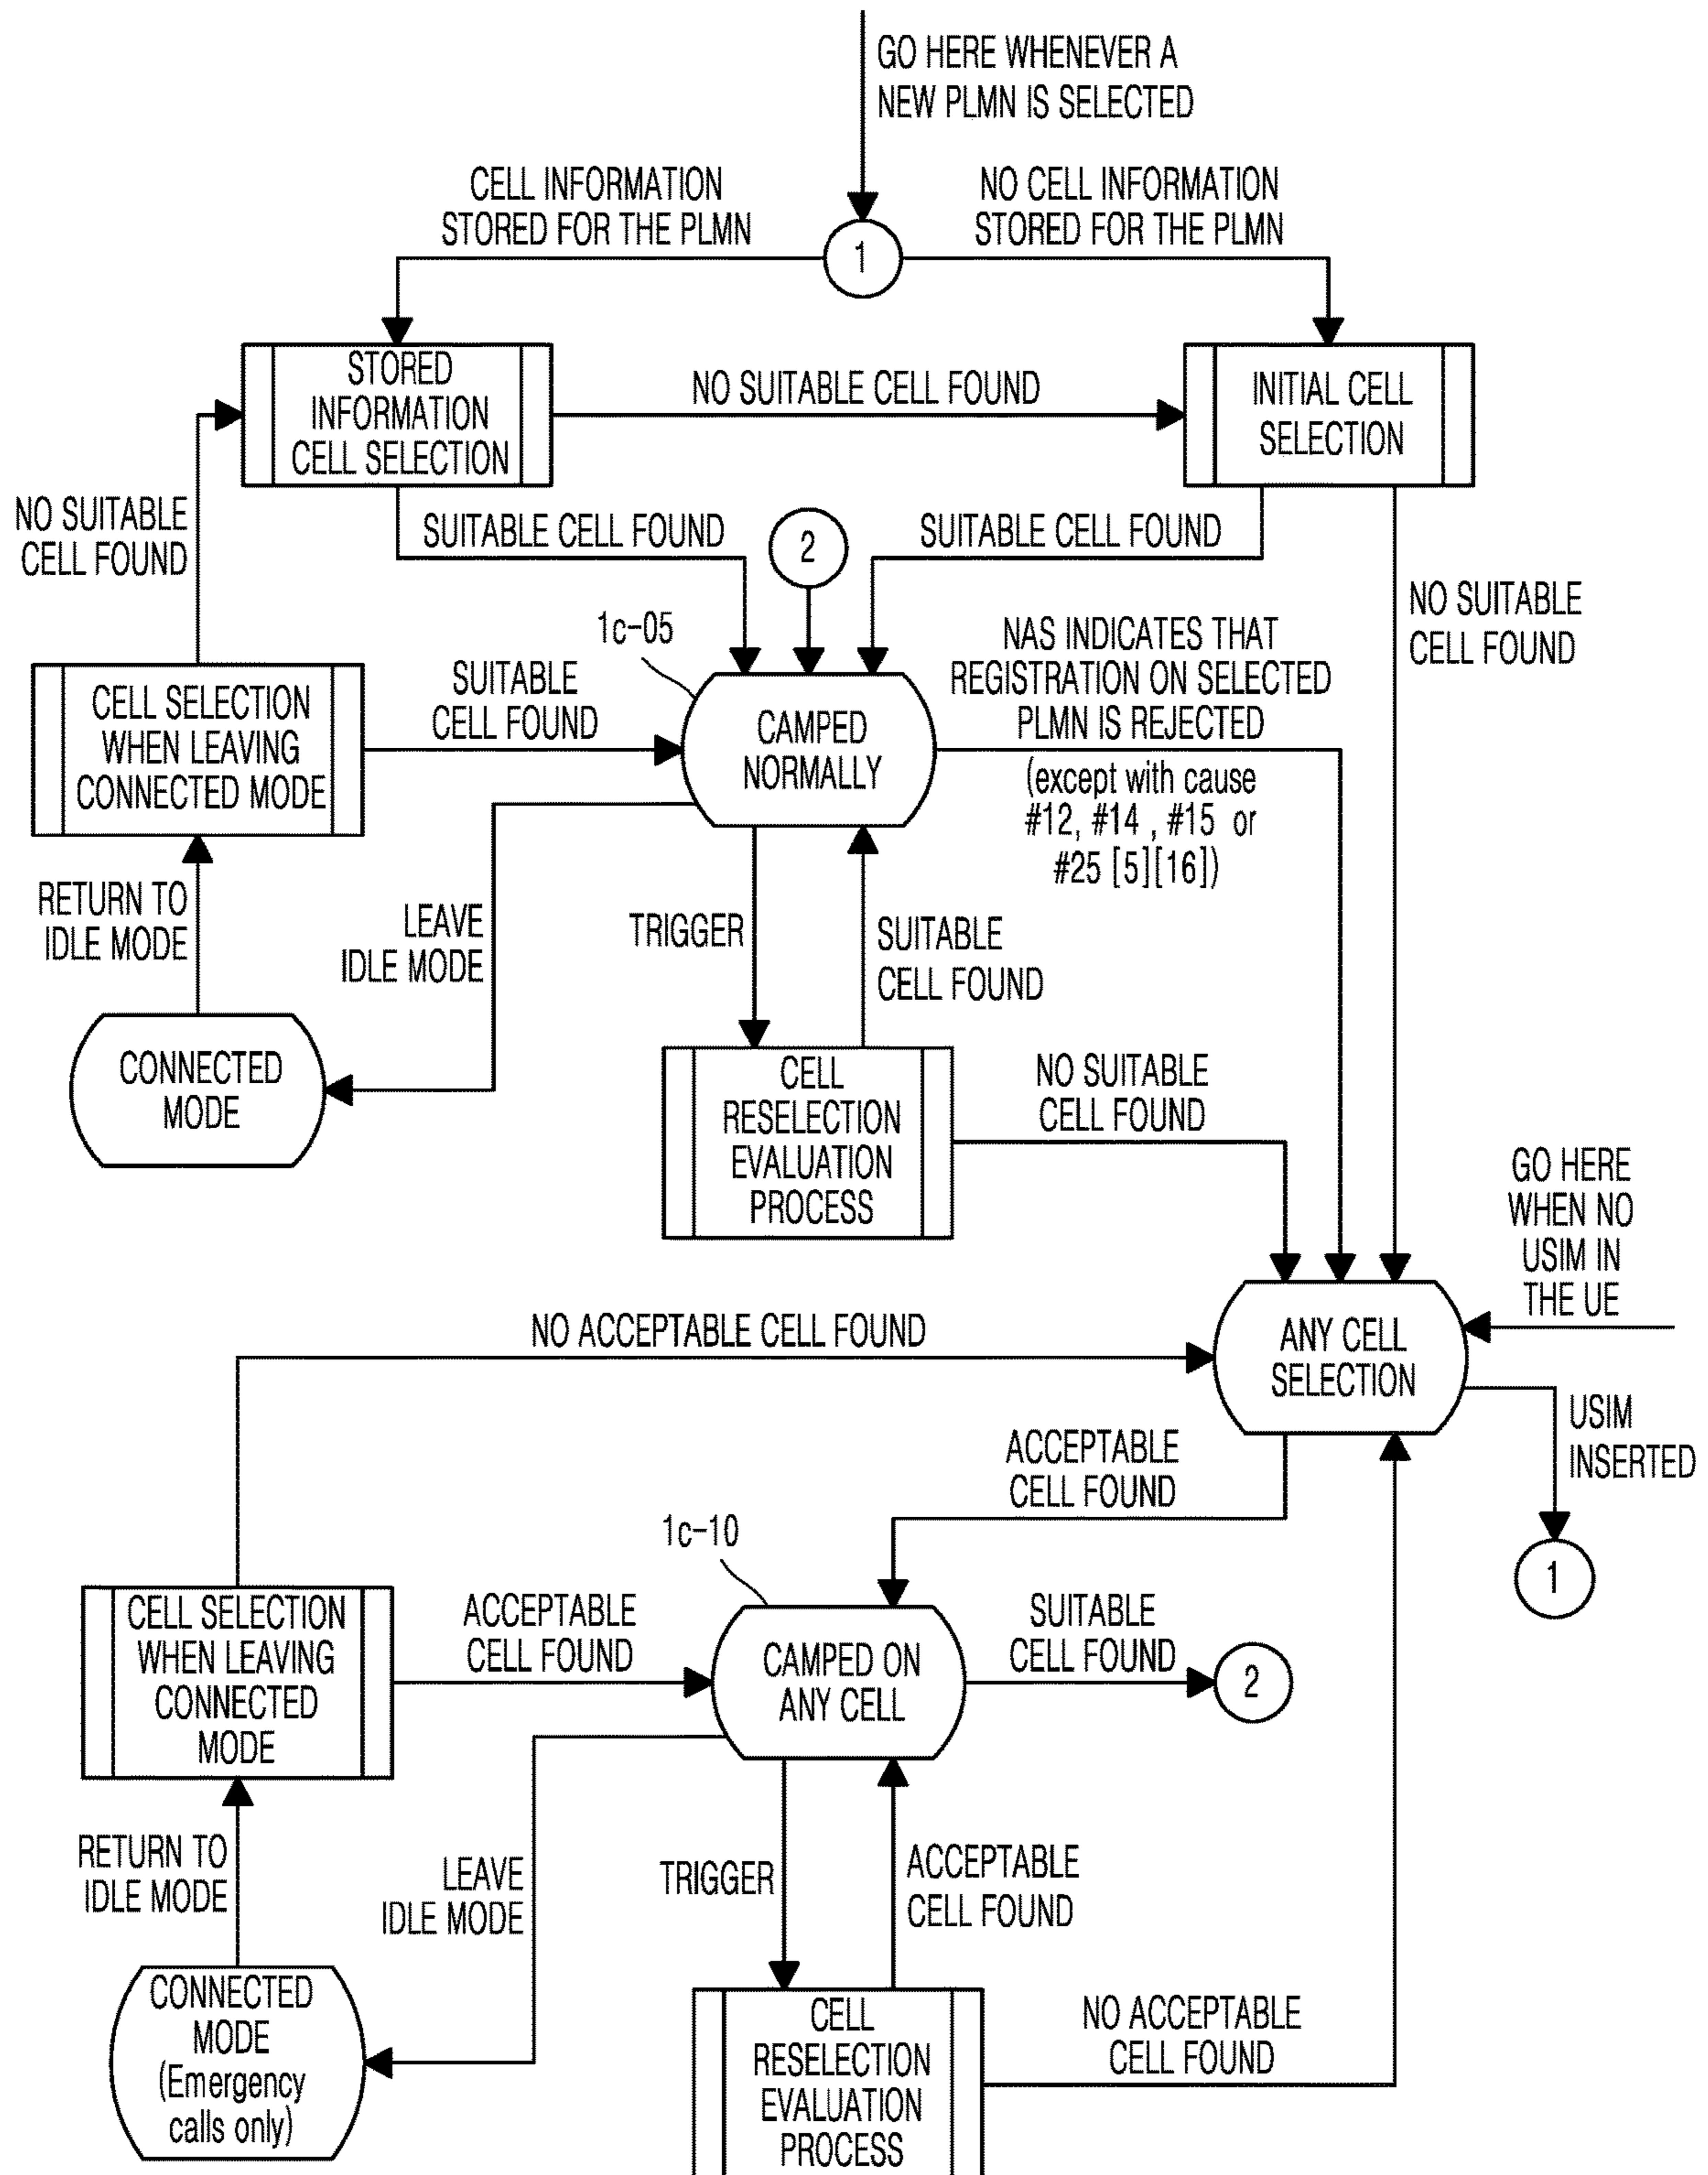 GO HERE WHENEVER A
NEW PLMN IS SELECTED
CELL INFORMATION
STORED FOR THE PLMN
NO CELL INFORMATION
STORED FOR THE PLMN
1
STORED
INFORMATION
CELL SELECTION
NO SUITABLE CELL FOUND
INITIAL CELL
SELECTION
NO SUITABLE
CELL FOUND
SUITABLE CELL FOUND
2
SUITABLE CELL FOUND
NO SUITABLE
CELL FOUND
1c-05
CELL SELECTION
WHEN LEAVING
CONNECTED MODE
SUITABLE
CELL FOUND
CAMPED
NORMALLY
NAS INDICATES THAT
REGISTRATION ON SELECTED
PLMN IS REJECTED
(except with cause
#12, #14 , #15 or
#25 [5][16])
RETURN TO
IDLE MODE
LEAVE
IDLE MODE
TRIGGER
SUITABLE
CELL FOUND
CONNECTED
MODE
CELL
RESELECTION
EVALUATION
PROCESS
NO SUITABLE
CELL FOUND
GO HERE
WHEN NO
USIM IN
THE UE
NO ACCEPTABLE CELL FOUND
ANY CELL
SELECTION
USIM
INSERTED
ACCEPTABLE
CELL FOUND
1
1c-10
CELL SELECTION
WHEN LEAVING
CONNECTED
MODE
ACCEPTABLE
CELL FOUND
CAMPED ON
ANY CELL
SUITABLE
CELL FOUND
2
RETURN TO
IDLE MODE
LEAVE
IDLE MODE
TRIGGER
ACCEPTABLE
CELL FOUND
CONNECTED
MODE
(Emergency
calls only)
CELL
RESELECTION
EVALUATION
PROCESS
NO ACCEPTABLE
CELL FOUND